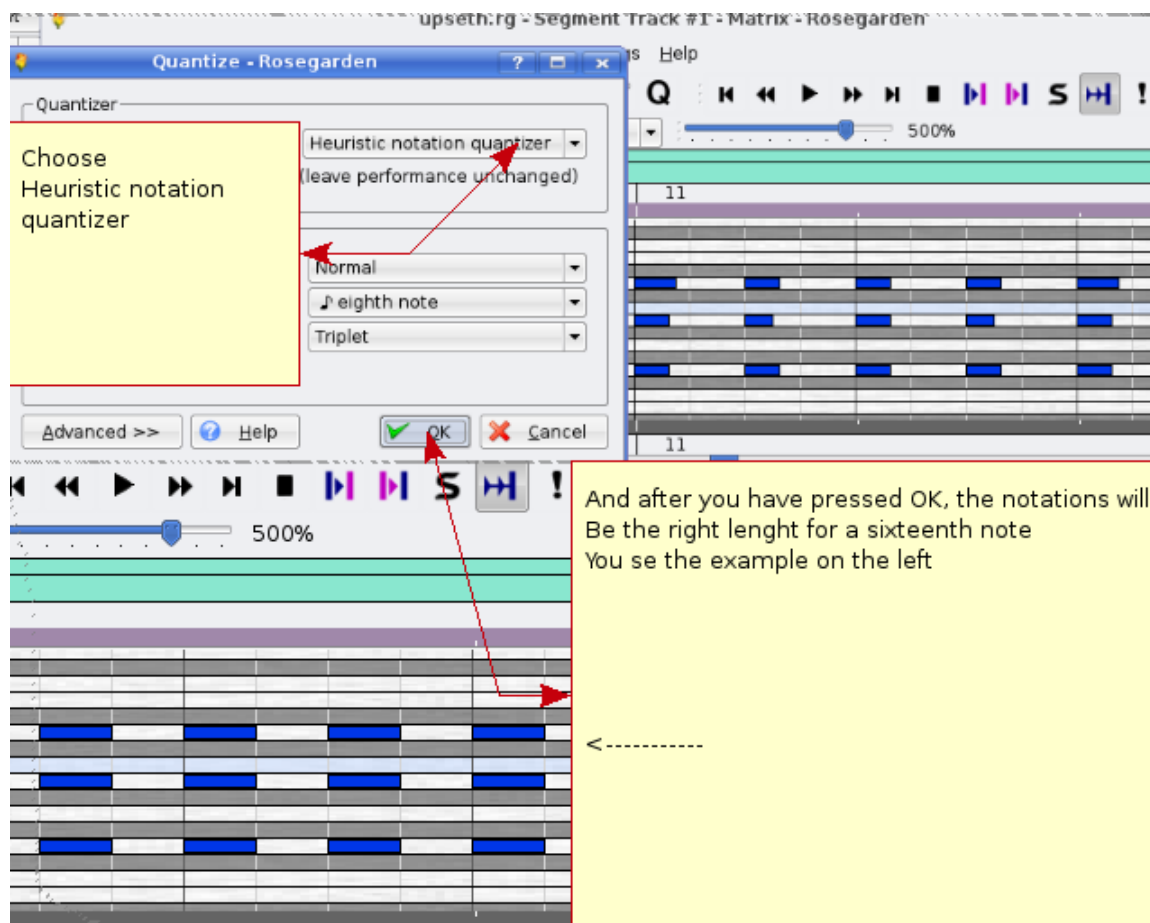 upseth.rg - Segment Track #1 - Matrix - Rosegarden
Quantize - Rosegarden
Help
Quantizer
Q
S
!
Choose
Heuristic notation
quantizer
Heuristic notation quantizer
500%
(leave performance unchanged)
11
Normal
eighth note
Triplet
Advanced >>
Help
OK
Cancel
11
S
!
500%
And after you have pressed OK, the notations will
Be the right lenght for a sixteenth note
You se the example on the left
<-----------